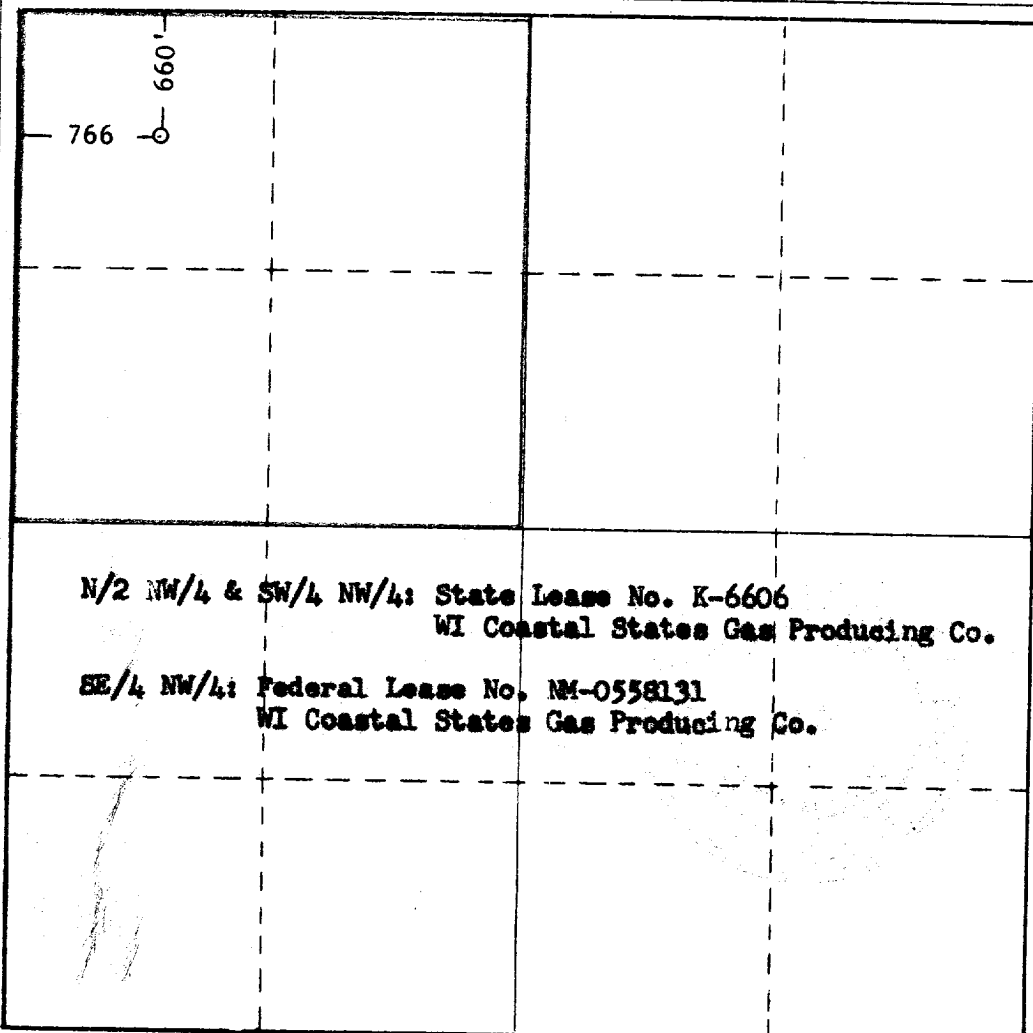 660'
766
N/2 NW/4 & SW/4 NW/4: State Lease No. K-6606
WI Coastal States Gas Producing Co.
SE/4 NW/4: Federal Lease No. NM-0558131
WI Coastal States Gas Producing Co.